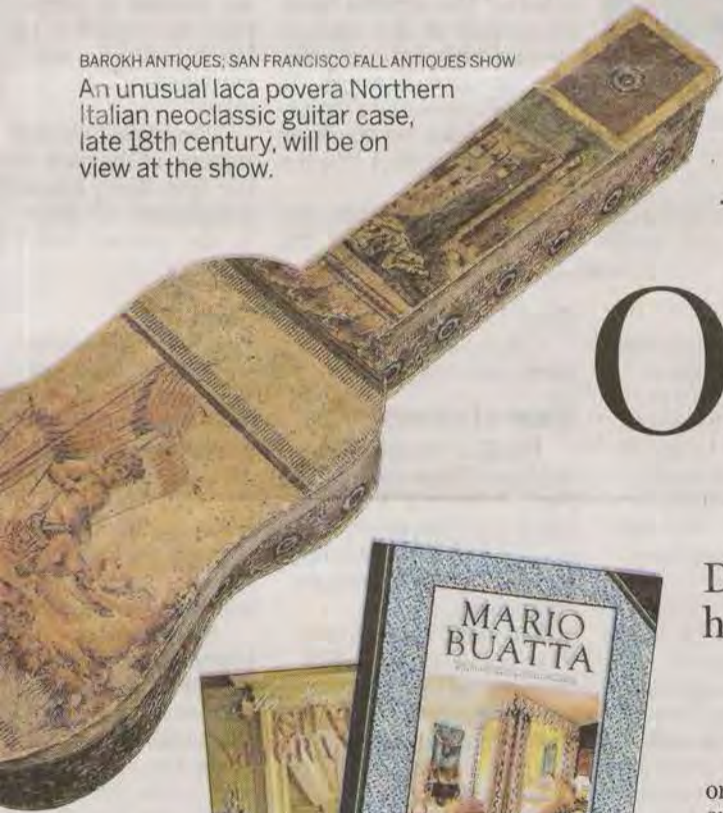 BAROKH ANTIQUES; SAN FRANCISCO FALL ANTIQUES SHOW
An unusual laca povera Northern
Italian neoclassic guitar case,
late 18th century, will be on
view at the show.
O
MARIO
BUATTA
D
h
or